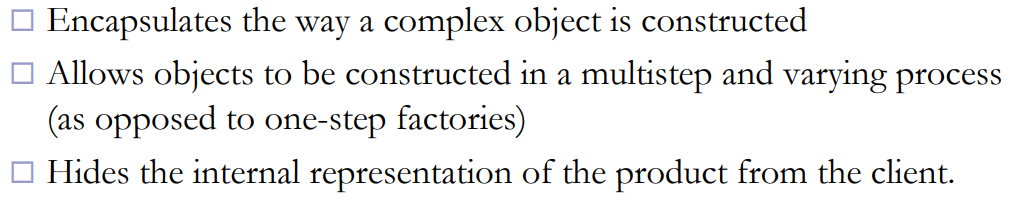 Encapsulates the way a complex object is constructed
Allows objects to be constructed in a multistep and varying process
(as opposed to one-step factories)
Hides the internal representation of the product from the client.